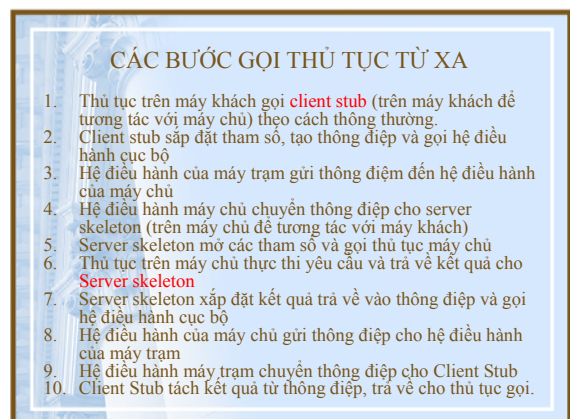 CÁC BƯỚC GỌI THỦ TỤC TỪ XA
1. Thủ tục trên máy khách gọi client stub (trên máy khách để
tương tác với máy chủ) theo cách thông thường.
2. Client stub sắp đặt tham số, tạo thông điệp và gọi hệ điều
hành cục bộ
3. Hệ điều hành của máy trạm gửi thông điệm đến hệ điều hành
của máy chủ
4. Hệ điều hành máy chủ chuyển thông điệp cho server
skeleton (trên máy chủ để tương tác với máy khách)
5. Server skeleton mở các tham số và gọi thủ tục máy chủ
6. Thủ tục trên máy chủ thực thi yêu cầu và trả về kết quả cho
Server skeleton
7. Server skeleton xắp đặt kết quả trả về vào thông điệp và gọi
hệ điều hành cục bộ
8. Hệ điều hành của máy chủ gửi thông điệp cho hệ điều hành
của máy trạm
9. Hệ điều hành máy trạm chuyển thông điệp cho Client Stub
10. Client Stub tách kết quả từ thông điệp, trả về cho thủ tục gọi.